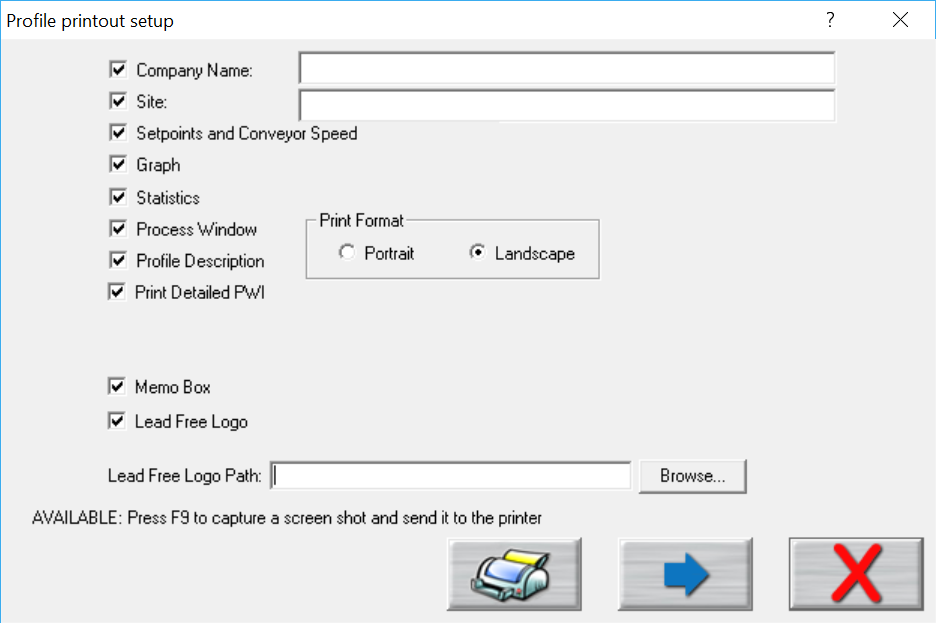 Profile printout setup
Company Name:
Site:
Setpoints and Conveyor Speed
Graph
Statistics
Process Window
Print Format
Portrait Landscape
Profile Description
Print Detailed PWI
Memo Box
Lead Free Logo
Lead Free Logo Path: Browse...
AVAILABLE: Press F9 to capture a screen shot and send it to the printer